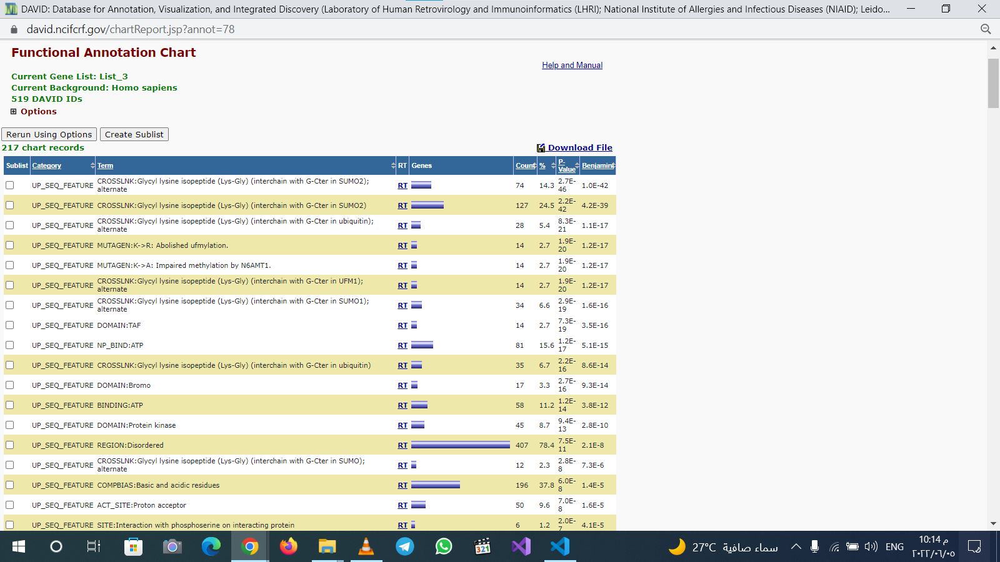 DAVID: Database for Annotation, Visualization, and Integrated Discovery (Laboratory of Human Retrovirology and Immunoinformatics (LHRI); National Institute of Allergies and Infectious Diseases (NIAID); Leido...
david.ncifcrf.gov/chartReport.jsp?annot=78
Functional Annotation Chart
Help and Manual
Current Gene List: List_3
Current Background: Homo sapiens
519 DAVID IDs
Options
Rerun Using Options Create Sublist
217 chart records Download File
Sublist Category Term RT Genes Count % P-Value Benjamini
UP_SEQ_FEATURE CROSSLNK:Glycyl lysine isopeptide (Lys-Gly) (interchain with G-Cter in SUMO2); alternate RT 74 14.3 2.7E-46 1.0E-42
UP_SEQ_FEATURE CROSSLNK:Glycyl lysine isopeptide (Lys-Gly) (interchain with G-Cter in SUMO2) RT 127 24.5 2.2E-42 4.2E-39
UP_SEQ_FEATURE CROSSLNK:Glycyl lysine isopeptide (Lys-Gly) (interchain with G-Cter in ubiquitin); alternate RT 28 5.4 8.3E-21 1.1E-17
UP_SEQ_FEATURE MUTAGEN:K->R: Abolished ufmylation. RT 14 2.7 1.9E-20 1.2E-17
UP_SEQ_FEATURE MUTAGEN:K->A: Impaired methylation by N6AMT1. RT 14 2.7 1.9E-20 1.2E-17
UP_SEQ_FEATURE CROSSLNK:Glycyl lysine isopeptide (Lys-Gly) (interchain with G-Cter in UFM1); alternate RT 14 2.7 1.9E-20 1.2E-17
UP_SEQ_FEATURE CROSSLNK:Glycyl lysine isopeptide (Lys-Gly) (interchain with G-Cter in SUMO1); alternate RT 34 6.6 2.9E-19 1.6E-16
UP_SEQ_FEATURE DOMAIN:TAF RT 14 2.7 7.3E-19 3.5E-16
UP_SEQ_FEATURE NP_BIND:ATP RT 81 15.6 1.2E-17 5.1E-15
UP_SEQ_FEATURE CROSSLNK:Glycyl lysine isopeptide (Lys-Gly) (interchain with G-Cter in ubiquitin) RT 35 6.7 2.2E-16 8.6E-14
UP_SEQ_FEATURE DOMAIN:Bromo RT 17 3.3 2.7E-16 9.3E-14
UP_SEQ_FEATURE BINDING:ATP RT 58 11.2 1.2E-14 3.8E-12
UP_SEQ_FEATURE DOMAIN:Protein kinase RT 45 8.7 9.4E-13 2.8E-10
UP_SEQ_FEATURE REGION:Disordered RT 407 78.4 7.5E-11 2.1E-8
UP_SEQ_FEATURE CROSSLNK:Glycyl lysine isopeptide (Lys-Gly) (interchain with G-Cter in SUMO); alternate RT 12 2.3 2.8E-8 7.3E-6
UP_SEQ_FEATURE COMPBIAS:Basic and acidic residues RT 196 37.8 6.0E-8 1.4E-5
UP_SEQ_FEATURE ACT_SITE:Proton acceptor RT 50 9.6 7.0E-8 1.6E-5
UP_SEQ_FEATURE SITE:Interaction with phosphoserine on interacting protein RT 6 1.2 2.0E-7 4.1E-5
321
27°C سماء صافية ENG 10:14 م
٢٠٢٢/٠٦/٠٥